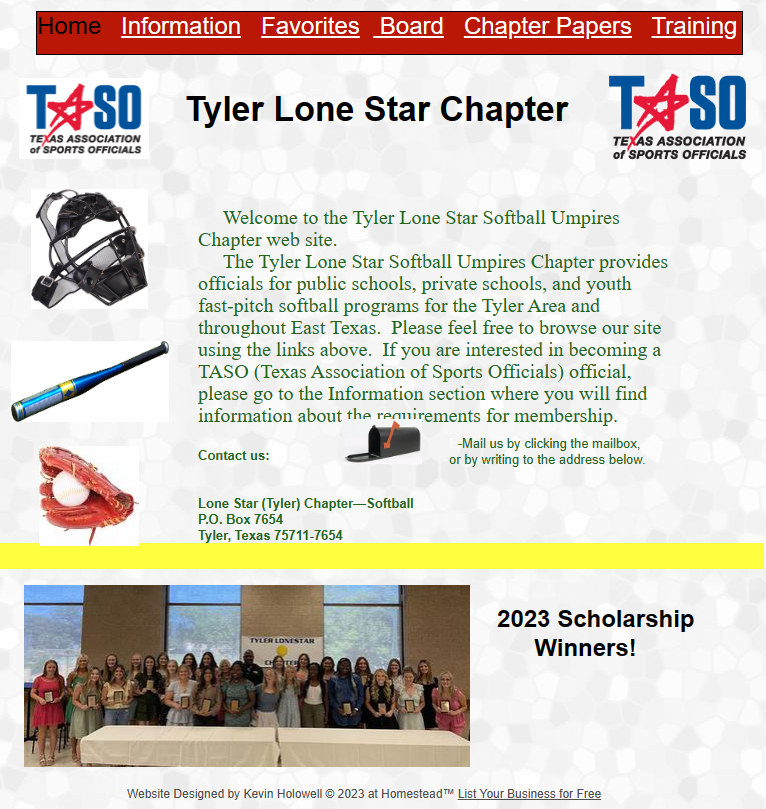 Home Information Favorites Board Chapter Papers Training
TASO
TEXAS ASSOCIATION
of SPORTS OFFICIALS
Tyler Lone Star Chapter
TASO
TEXAS ASSOCIATION
of SPORTS OFFICIALS
Welcome to the Tyler Lone Star Softball Umpires
Chapter web site.
The Tyler Lone Star Softball Umpires Chapter provides
officials for public schools, private schools, and youth
fast-pitch softball programs for the Tyler Area and
throughout East Texas. Please feel free to browse our site
using the links above. If you are interested in becoming a
TASO (Texas Association of Sports Officials) official,
please go to the Information section where you will find
information about the requirements for membership.
Contact us:
-Mail us by clicking the mailbox,
or by writing to the address below.
Lone Star (Tyler) Chapter—Softball
P.O. Box 7654
Tyler, Texas 75711-7654
TYLER LONESTAR
CHAPTER
2023 Scholarship
Winners!
Website Designed by Kevin Holowell © 2023 at Homestead™ List Your Business for Free